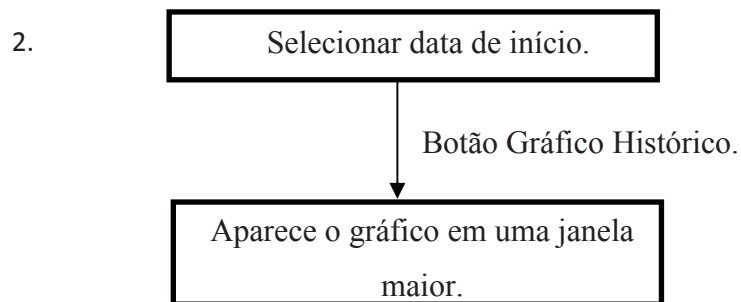 2.
Selecionar data de início.
Botão Gráfico Histórico.
Aparece o gráfico em uma janela
maior.